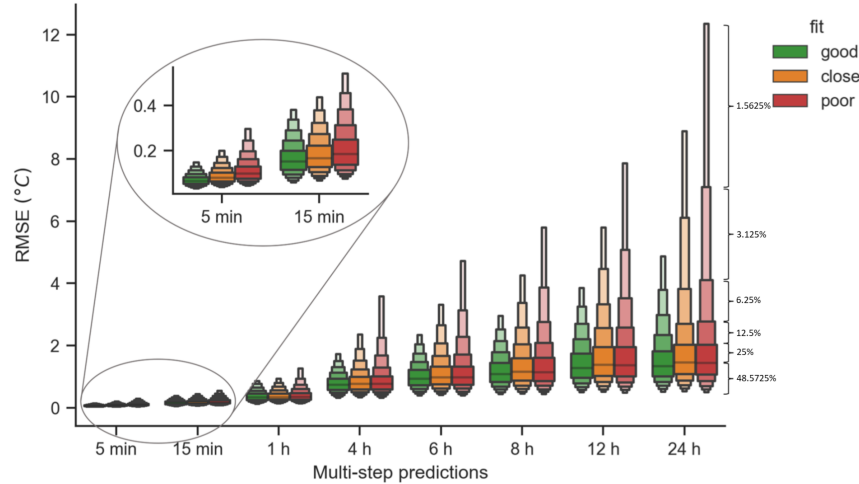 12
10
8
6
4
2
0
RMSE (°C)
0.4
0.2
5 min
15 min
fit
good
close
poor
1.5625%
3.125%
6.25%
12.5%
25%
48.5725%
5 min
15 min
1 h
4 h
6 h
8 h
12 h
24 h
Multi-step predictions